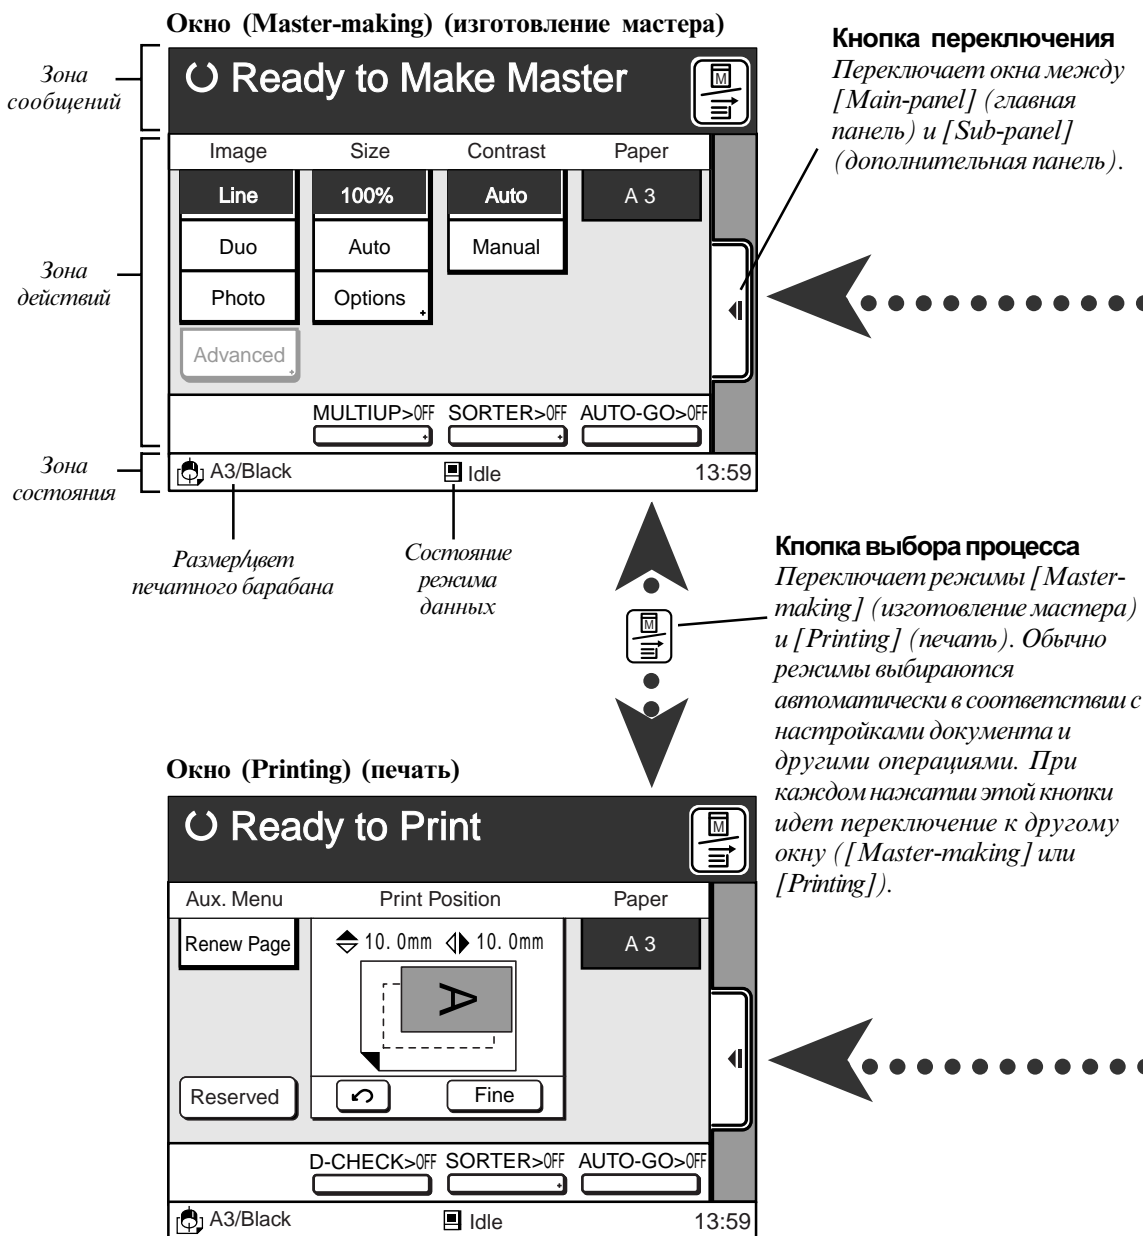 Окно (Master-making) (изготовление мастера)
Зона
сообщений
Ready to Make Master
M
Кнопка переключения
Переключает окна между
[Main-panel] (главная
панель) и [Sub-panel]
(дополнительная панель).
Зона
действий
Image Size Contrast Paper
Line 100% Auto A 3
Duo Auto Manual
Photo Options
Advanced
MULTIUP>OFF SORTER>OFF AUTO-GO>OFF
Зона
состояния
A3/Black Idle 13:59
Размер/цвет
печатного барабана
Состояние
режима
данных
M
Кпопка выбора процесса
Переключает режимы [Master-
making] (изготовление мастера)
и [Printing] (печать). Обычно
режимы выбираются
автоматически в соответствии с
настройками документа и
другими операциями. При
каждом нажатии этой кнопки
идет переключение к другому
окну ([Master-making] или
[Printing]).
Окно (Printing) (печать)
Ready to Print
M
Aux. Menu Print Position Paper
Renew Page 10.0mm 10.0mm A 3
A
Reserved Fine
D-CHECK>OFF SORTER>OFF AUTO-GO>OFF
A3/Black Idle 13:59